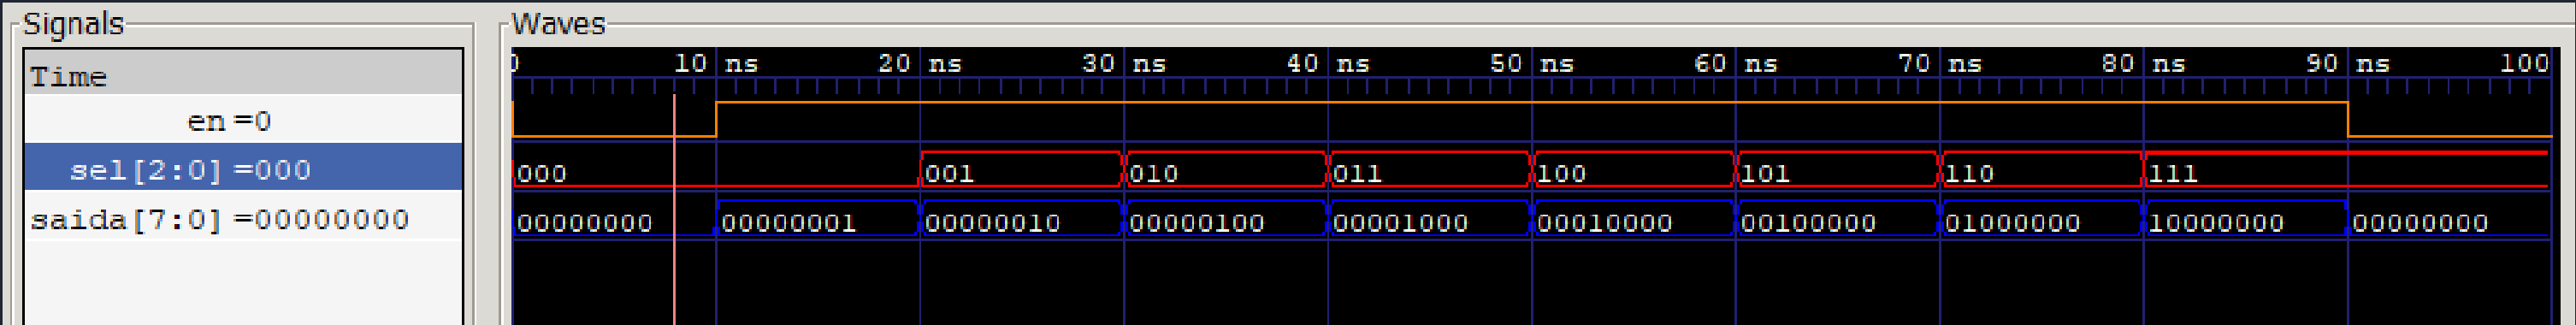 Signals
Waves
Time
10 ns 20 ns 30 ns 40 ns 50 ns 60 ns 70 ns 80 ns 90 ns 100
en =0
sel[2:0] =000
000 001 010 011 100 101 110 111
saida[7:0] =00000000
00000000 00000001 00000010 00000100 00001000 00010000 00100000 01000000 10000000 00000000